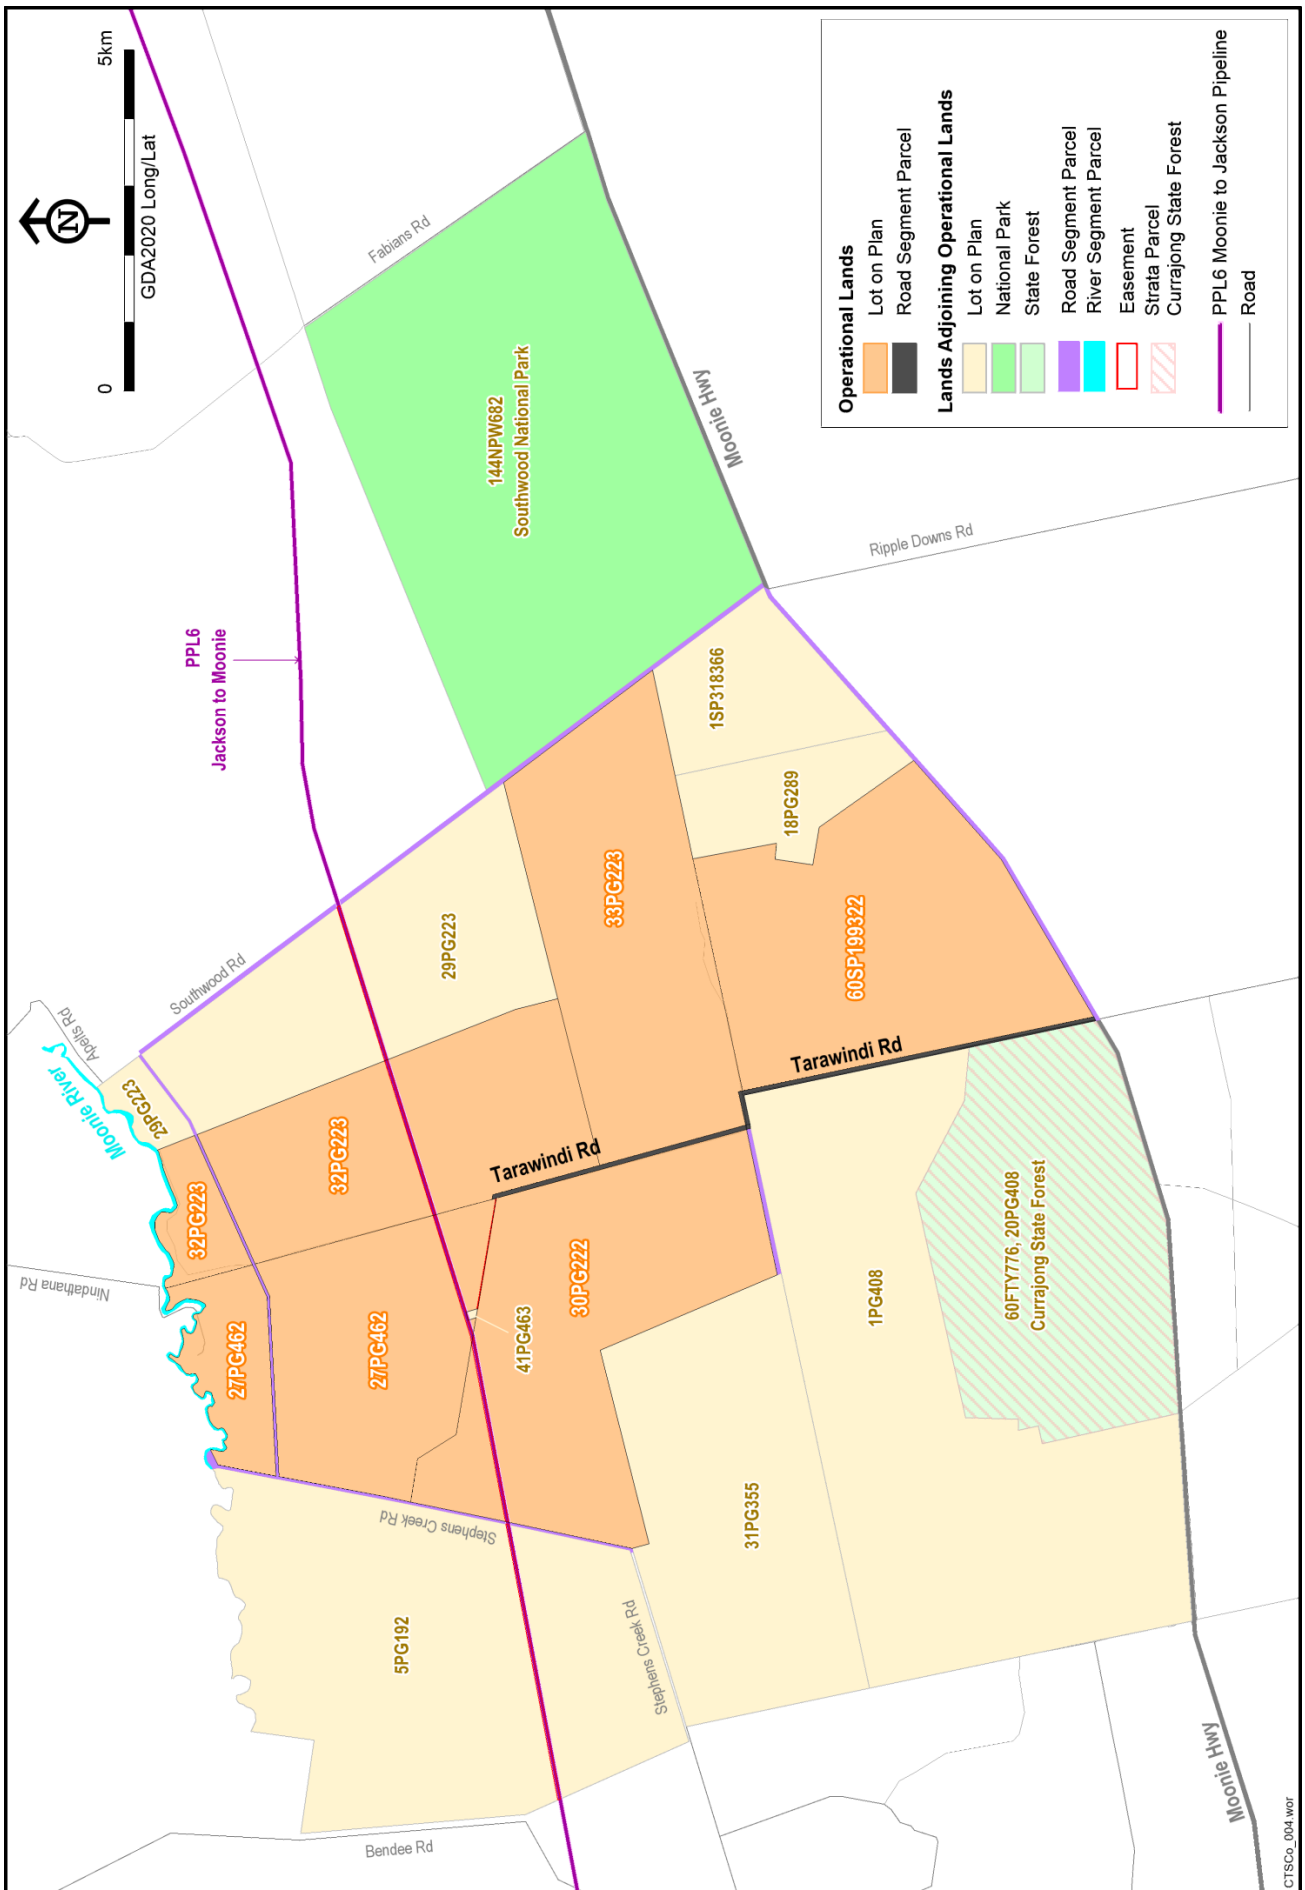 0
5km
GDA2020 Long/Lat
N
Operational Lands
Lot on Plan
Road Segment Parcel
Lands Adjoining Operational Lands
Lot on Plan
National Park
State Forest
Road Segment Parcel
River Segment Parcel
Easement
Strata Parcel
Currajong State Forest
PPL6 Moonie to Jackson Pipeline
Road
Bendee Rd
5PG192
Stephens Creek Rd
Stephens Creek Rd
Nindathana Rd
Moonie River
Apelts Rd
Southwood Rd
27PG462
27PG462
32PG223
32PG223
29PG223
29PG223
PPL6
Jackson to Moonie
Fabians Rd
144NPW682
Southwood National Park
Moonie Hwy
Ripple Downs Rd
41PG463
30PG222
Tarawindi Rd
33PG223
1SP318366
18PG289
60SP199322
Tarawindi Rd
31PG355
1PG408
60FTY776, 20PG408
Currajong State Forest
Moonie Hwy
CTSCo_004.wor